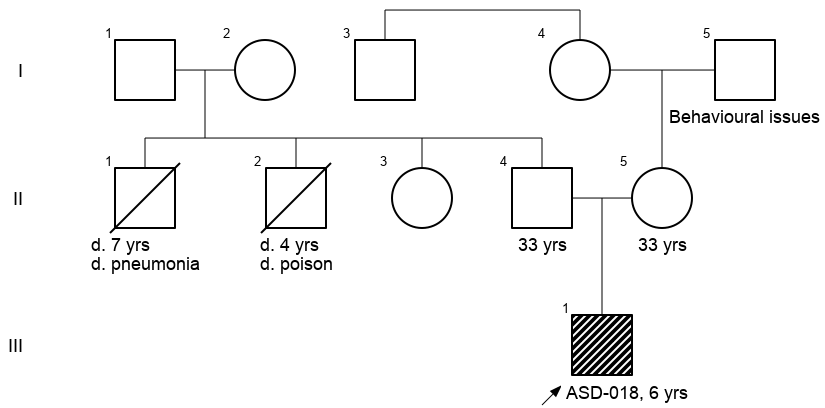 1 2 3 4 5
I
Behavioural issues
1 2 3 4 5
II
d. 7 yrs d. 4 yrs 33 yrs 33 yrs
d. pneumonia d. poison
1
III
ASD-018, 6 yrs